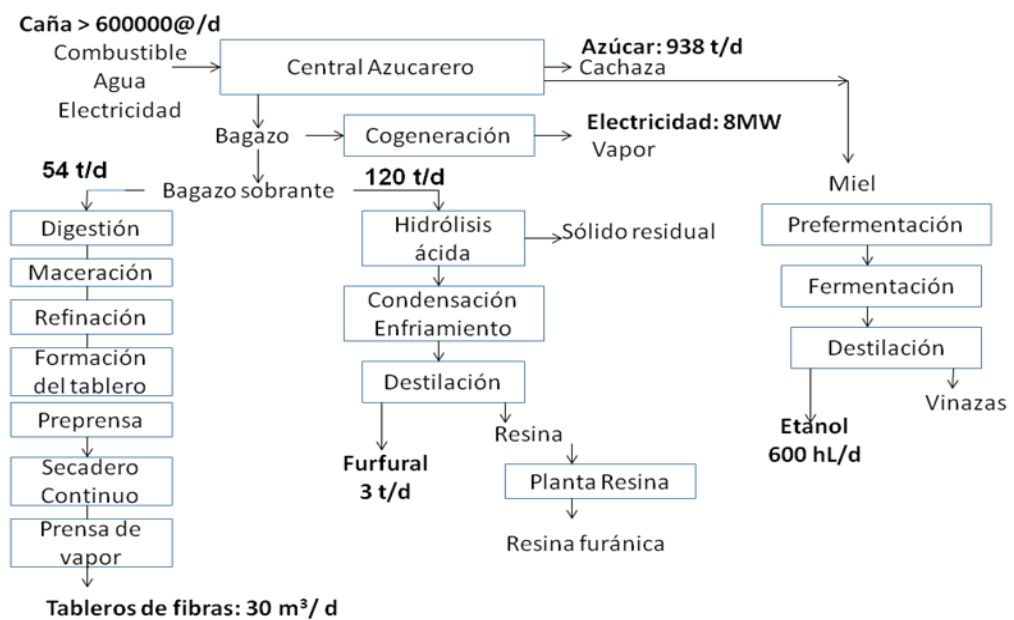 Caña > 600000@/d
Combustible
Agua
Electricidad
Central Azucarero
Azúcar: 938 t/d
Cachaza
Bagazo
Cogeneración
Electricidad: 8MW
Vapor
Miel
54 t/d
Bagazo sobrante
120 t/d
Digestión
Maceración
Refinación
Formación
del tablero
Preprensa
Secadero
Continuo
Prensa de
vapor
Tableros de fibras: 30 m³/ d
Hidrólisis
ácida
Sólido residual
Condensación
Enfriamiento
Destilación
Resina
Furfural
3 t/d
Planta Resina
Resina furánica
Prefermentación
Fermentación
Destilación
Vinazas
Etanol
600 hL/d